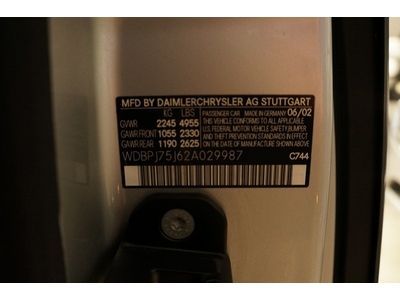 MFD BY DAIMLERCHRYSLER AG STUTTGART
KG LBS PASSENGER CAR MADE IN GERMANY 06/02
GVWR 2245 4955 THIS VEHICLE CONFORMS TO ALL APPLICABLE
GAWR FRONT 1055 2330 U.S. FEDERAL MOTOR VEHICLE SAFETY BUMPER
GAWR REAR 1190 2625 AND THEFT PREVENTION STANDARDS IN EFFECT
ON THE DATE OF MANUFACTURE SHOWN ABOVE
WDBPJ75J62A029987 C744